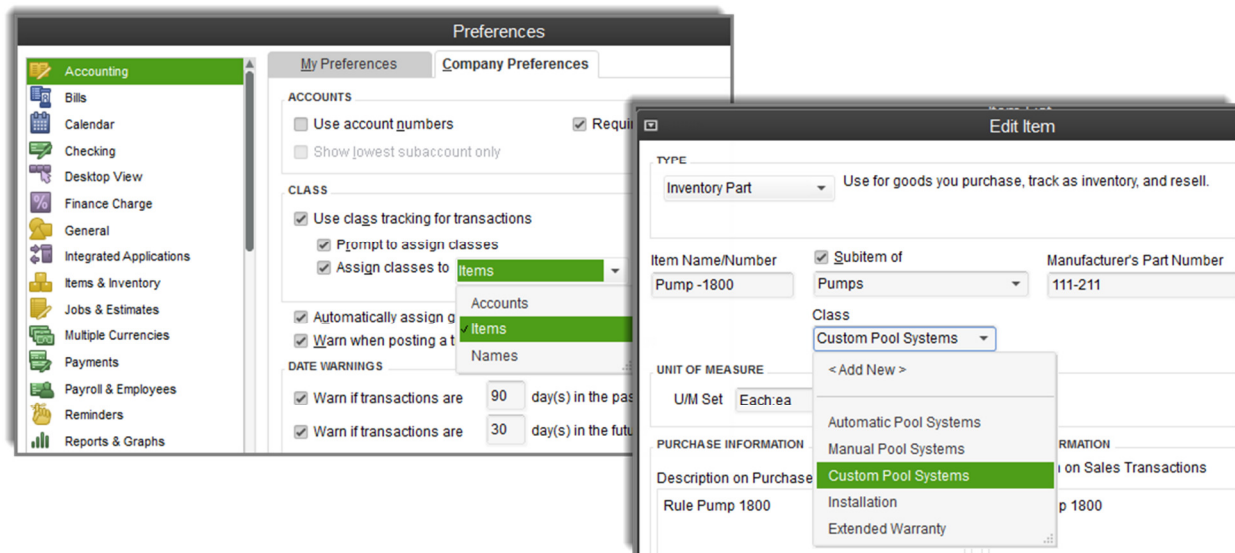 Preferences
Accounting
Bills
Calendar
Checking
Desktop View
Finance Charge
General
Integrated Applications
Items & Inventory
Jobs & Estimates
Multiple Currencies
Payments
Payroll & Employees
Reminders
Reports & Graphs
My Preferences
Company Preferences
ACCOUNTS
Use account numbers
Requi
Show lowest subaccount only
CLASS
Use class tracking for transactions
Prompt to assign classes
Assign classes to Items
Accounts
Items
Names
Automatically assign g
Warn when posting a t
DATE WARNINGS
Warn if transactions are 90 day(s) in the pas
Warn if transactions are 30 day(s) in the futu
Edit Item
TYPE
Inventory Part Use for goods you purchase, track as inventory, and resell.
Item Name/Number Subitem of Manufacturer's Part Number
Pump -1800 Pumps 111-211
Class
Custom Pool Systems
< Add New >
Automatic Pool Systems
Manual Pool Systems
Custom Pool Systems
Installation
Extended Warranty
UNIT OF MEASURE
U/M Set Each:ea
PURCHASE INFORMATION RMATION
Description on Purchase on Sales Transactions
Rule Pump 1800 p 1800